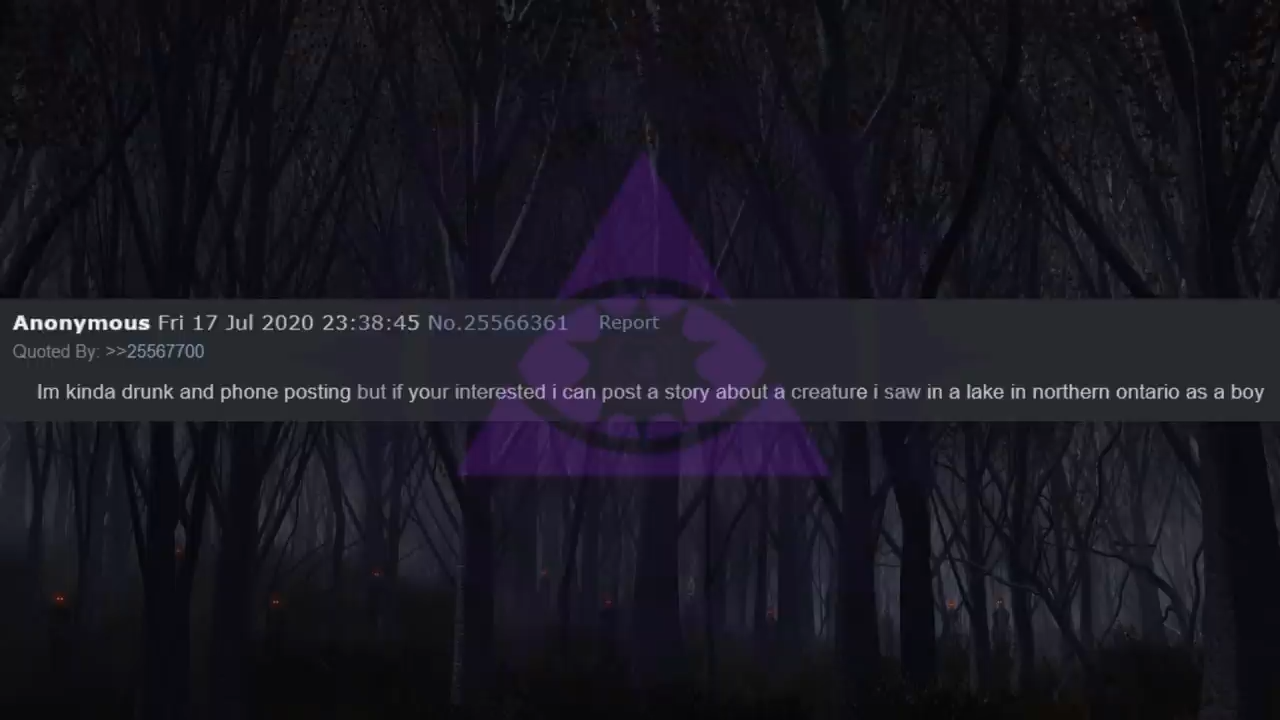 Anonymous Fri 17 Jul 2020 23:38:45 No.25566361 Report
Quoted By: >>25567700
Im kinda drunk and phone posting but if your interested i can post a story about a creature i saw in a lake in northern ontario as a boy